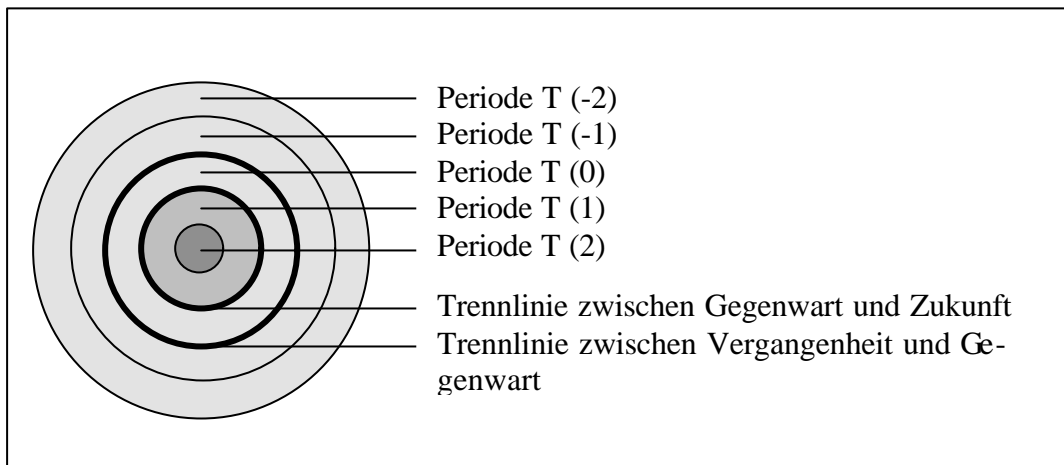 Periode T (-2)
Periode T (-1)
Periode T (0)
Periode T (1)
Periode T (2)
Trennlinie zwischen Gegenwart und Zukunft
Trennlinie zwischen Vergangenheit und Ge-
genwart